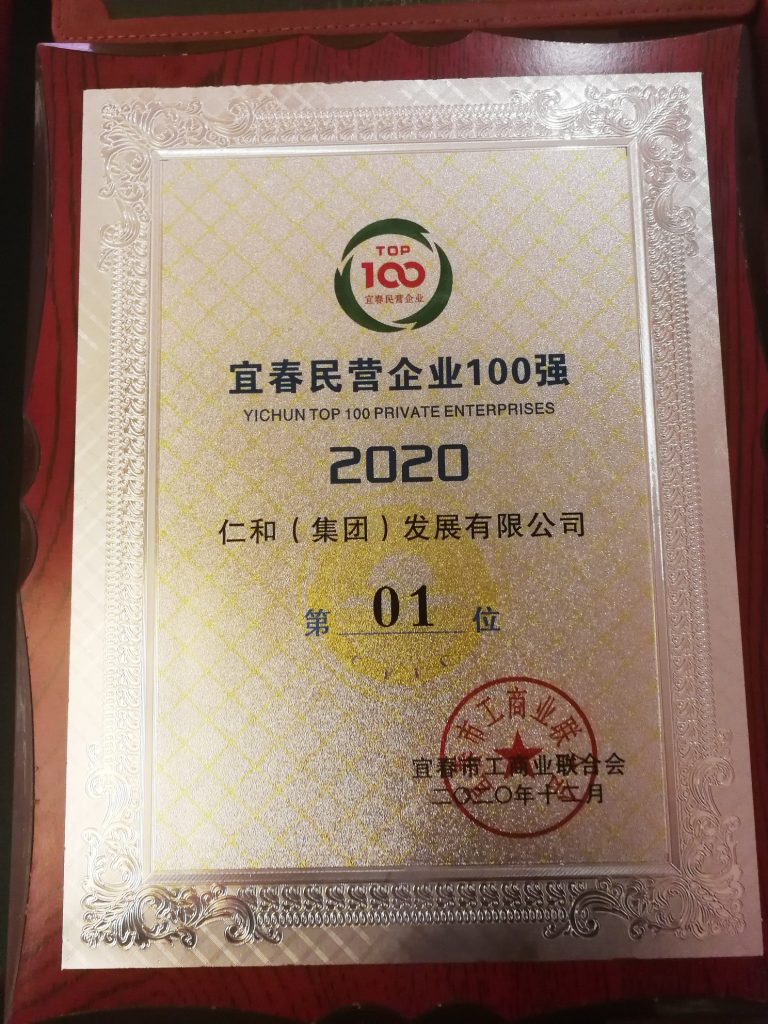 TOP
100
宜春民营企业
宜春民营企业100强
YICHUN TOP 100 PRIVATE ENTERPRISES
2020
仁和（集团）发展有限公司
第 01 位
宜春市工商业联合会
二〇二〇年十二月